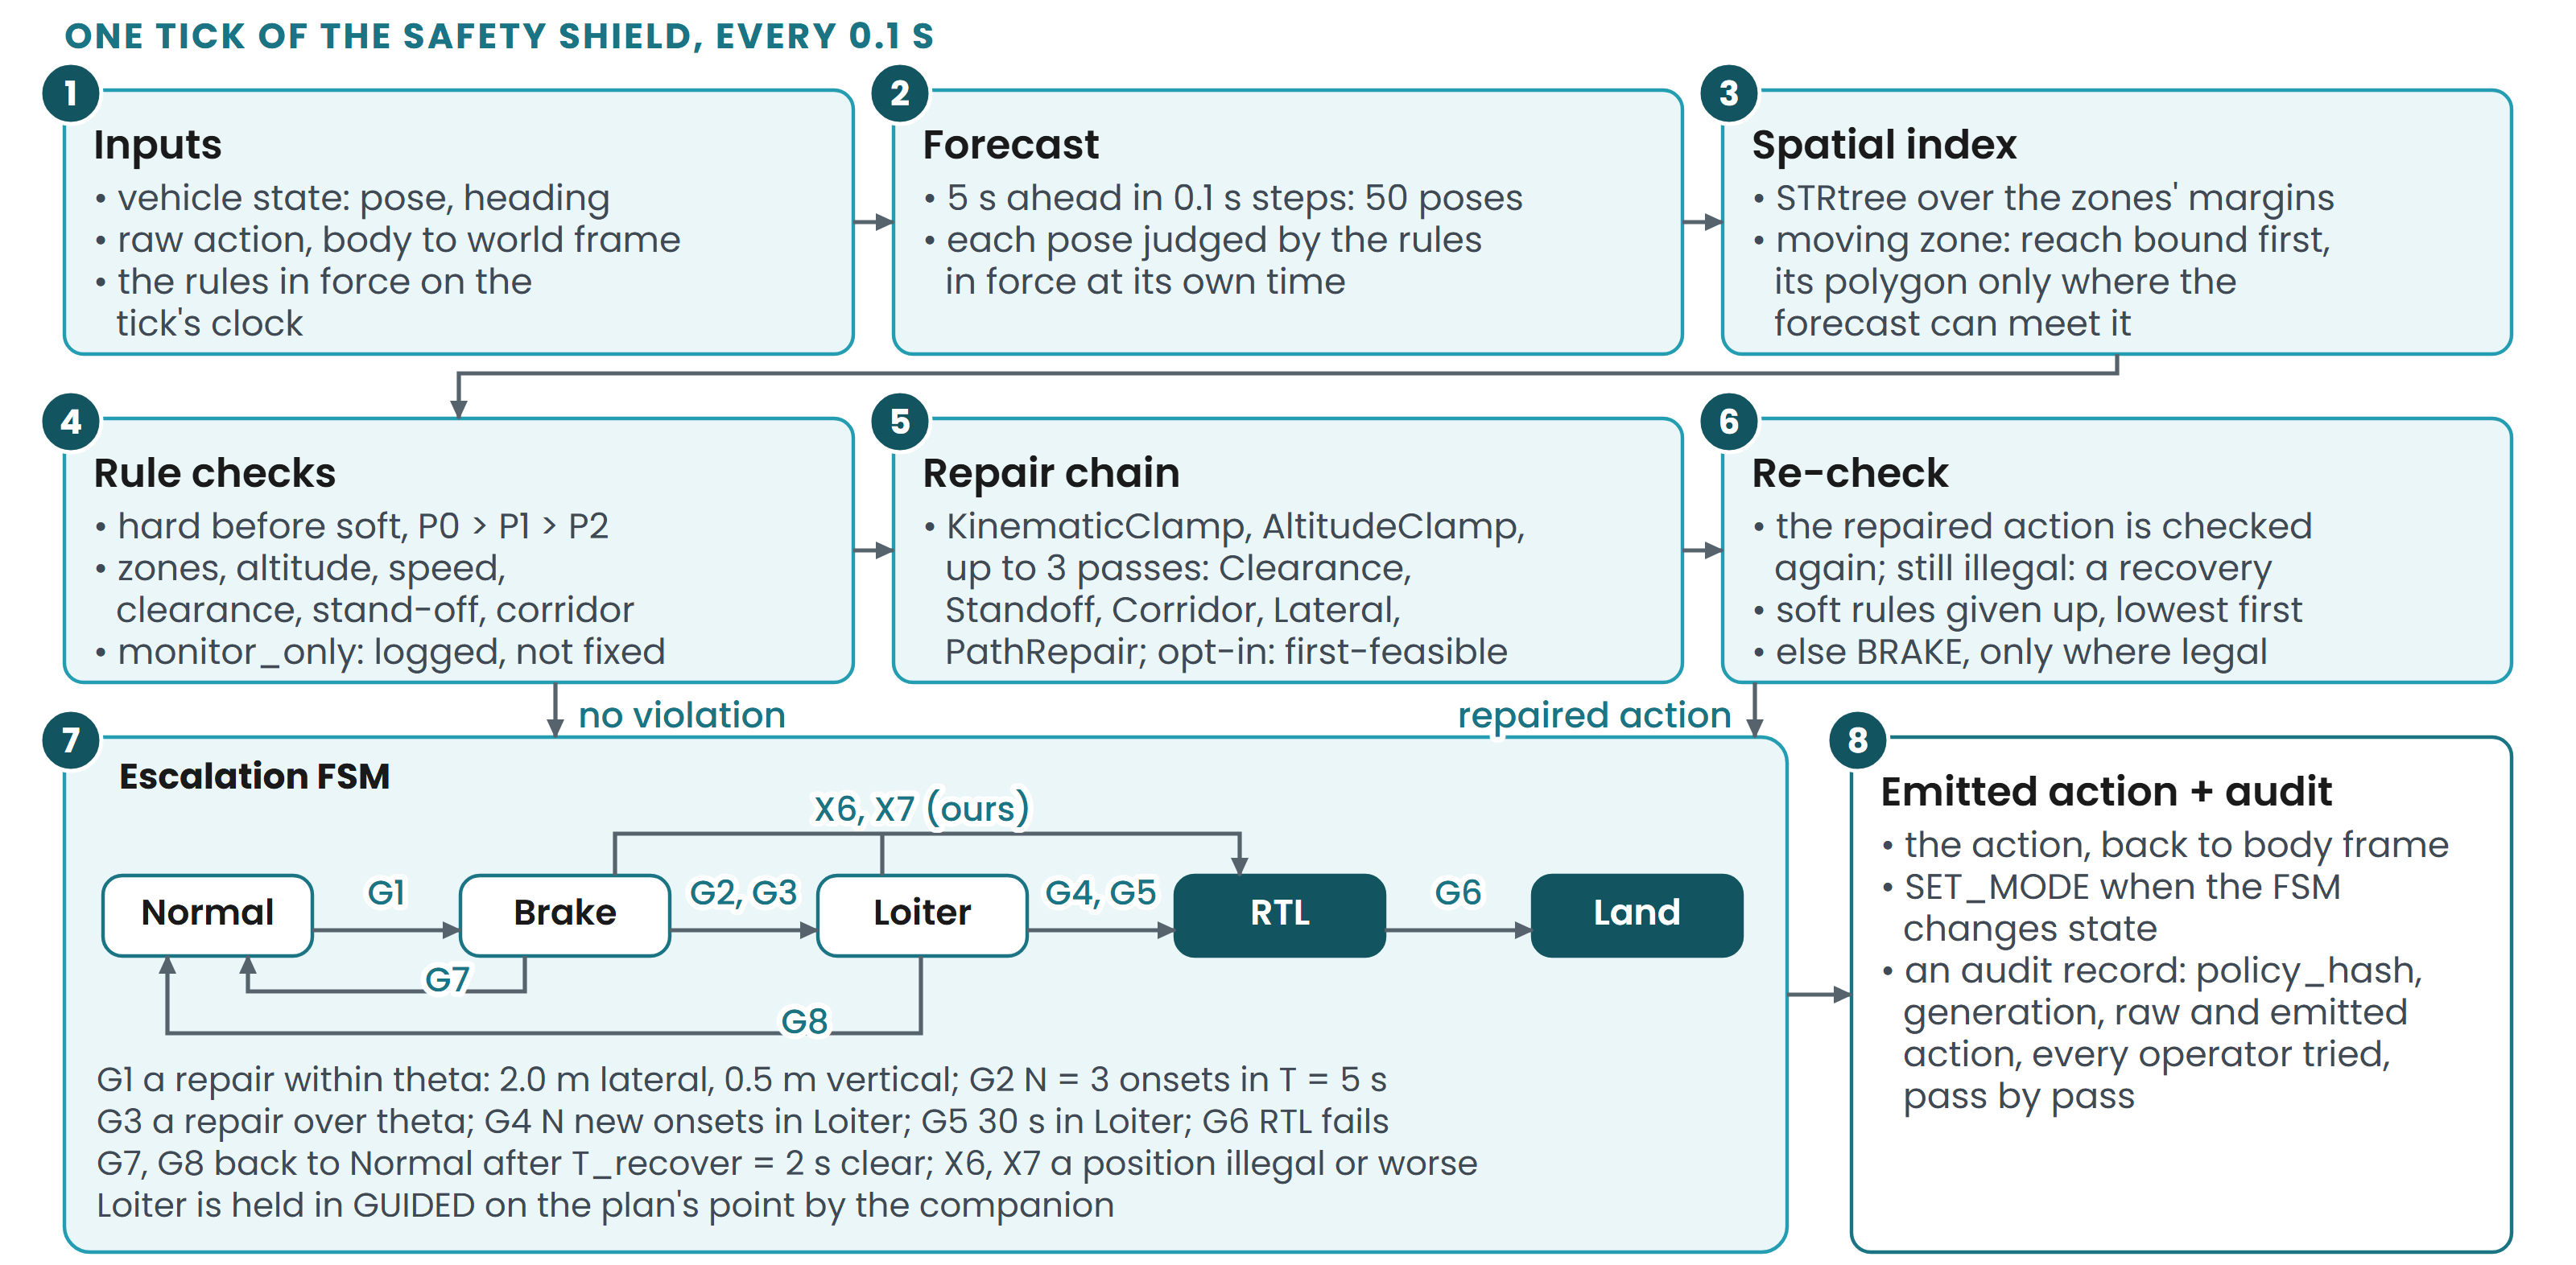 ONE TICK OF THE SAFETY SHIELD, EVERY 0.1 S
1
Inputs
• vehicle state: pose, heading
• raw action, body to world frame
• the rules in force on the
tick's clock
2
Forecast
• 5 s ahead in 0.1 s steps: 50 poses
• each pose judged by the rules
in force at its own time
3
Spatial index
• STRtree over the zones' margins
• moving zone: reach bound first,
its polygon only where the
forecast can meet it
4
Rule checks
• hard before soft, P0 > P1 > P2
• zones, altitude, speed,
clearance, stand-off, corridor
• monitor_only: logged, not fixed
5
Repair chain
• KinematicClamp, AltitudeClamp,
up to 3 passes: Clearance,
Standoff, Corridor, Lateral,
PathRepair; opt-in: first-feasible
6
Re-check
• the repaired action is checked
again; still illegal: a recovery
• soft rules given up, lowest first
• else BRAKE, only where legal
no violation
repaired action
7
Escalation FSM
X6, X7 (ours)
Normal
G1
Brake
G2, G3
Loiter
G4, G5
RTL
G6
Land
G7
G8
G1 a repair within theta: 2.0 m lateral, 0.5 m vertical; G2 N = 3 onsets in T = 5 s
G3 a repair over theta; G4 N new onsets in Loiter; G5 30 s in Loiter; G6 RTL fails
G7, G8 back to Normal after T_recover = 2 s clear; X6, X7 a position illegal or worse
Loiter is held in GUIDED on the plan's point by the companion
8
Emitted action + audit
• the action, back to body frame
• SET_MODE when the FSM
changes state
• an audit record: policy_hash,
generation, raw and emitted
action, every operator tried,
pass by pass